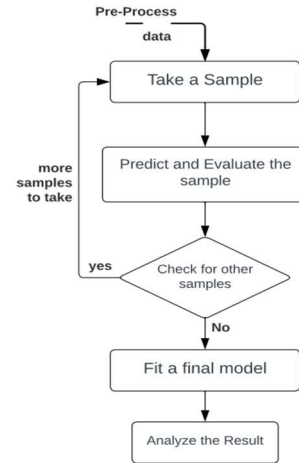 Pre-Process
data
Take a Sample
more
samples
to take
Predict and Evaluate the
sample
yes
Check for other
samples
No
Fit a final model
Analyze the Result